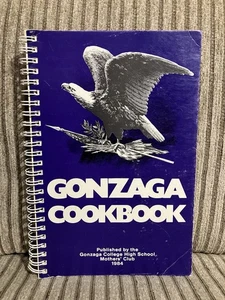 GONZAGA
COOKBOOK
Published by the
Gonzaga College High School,
Mothers' Club
1984